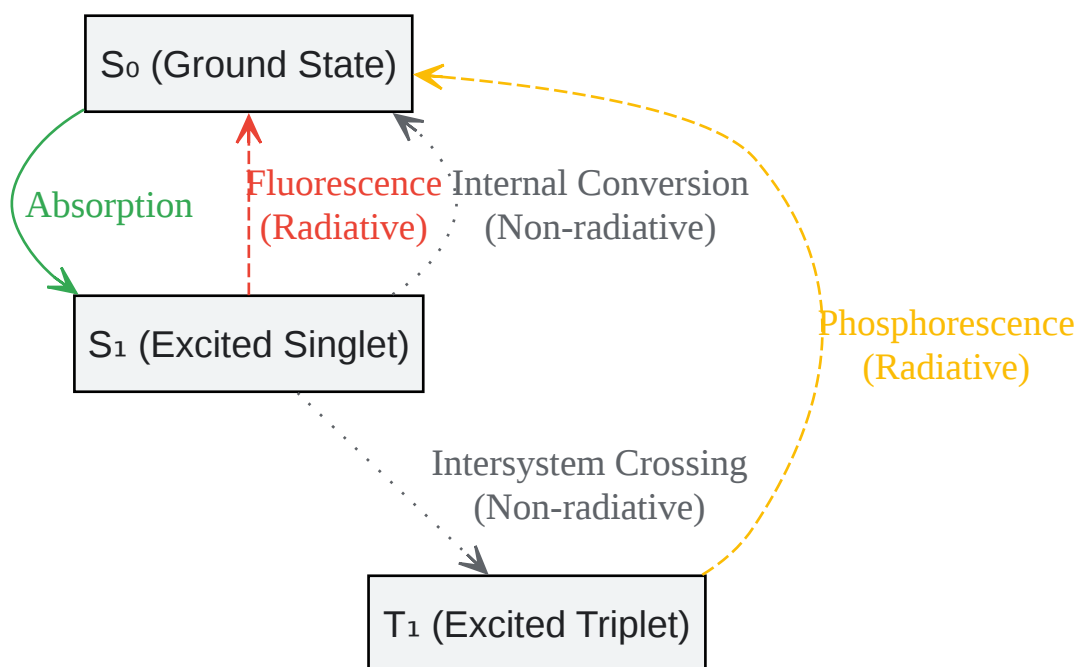 S₀ (Ground State)
Absorption
Fluorescence
(Radiative)
Internal Conversion
(Non-radiative)
S₁ (Excited Singlet)
Phosphorescence
(Radiative)
Intersystem Crossing
(Non-radiative)
T₁ (Excited Triplet)